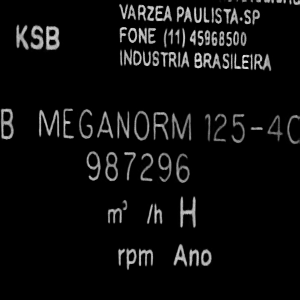 VARZEA PAULISTA-SP
KSB FONE (11) 45968500
INDUSTRIA BRASILEIRA
B MEGANORM 125-40
987296
m³ /h H
rpm Ano